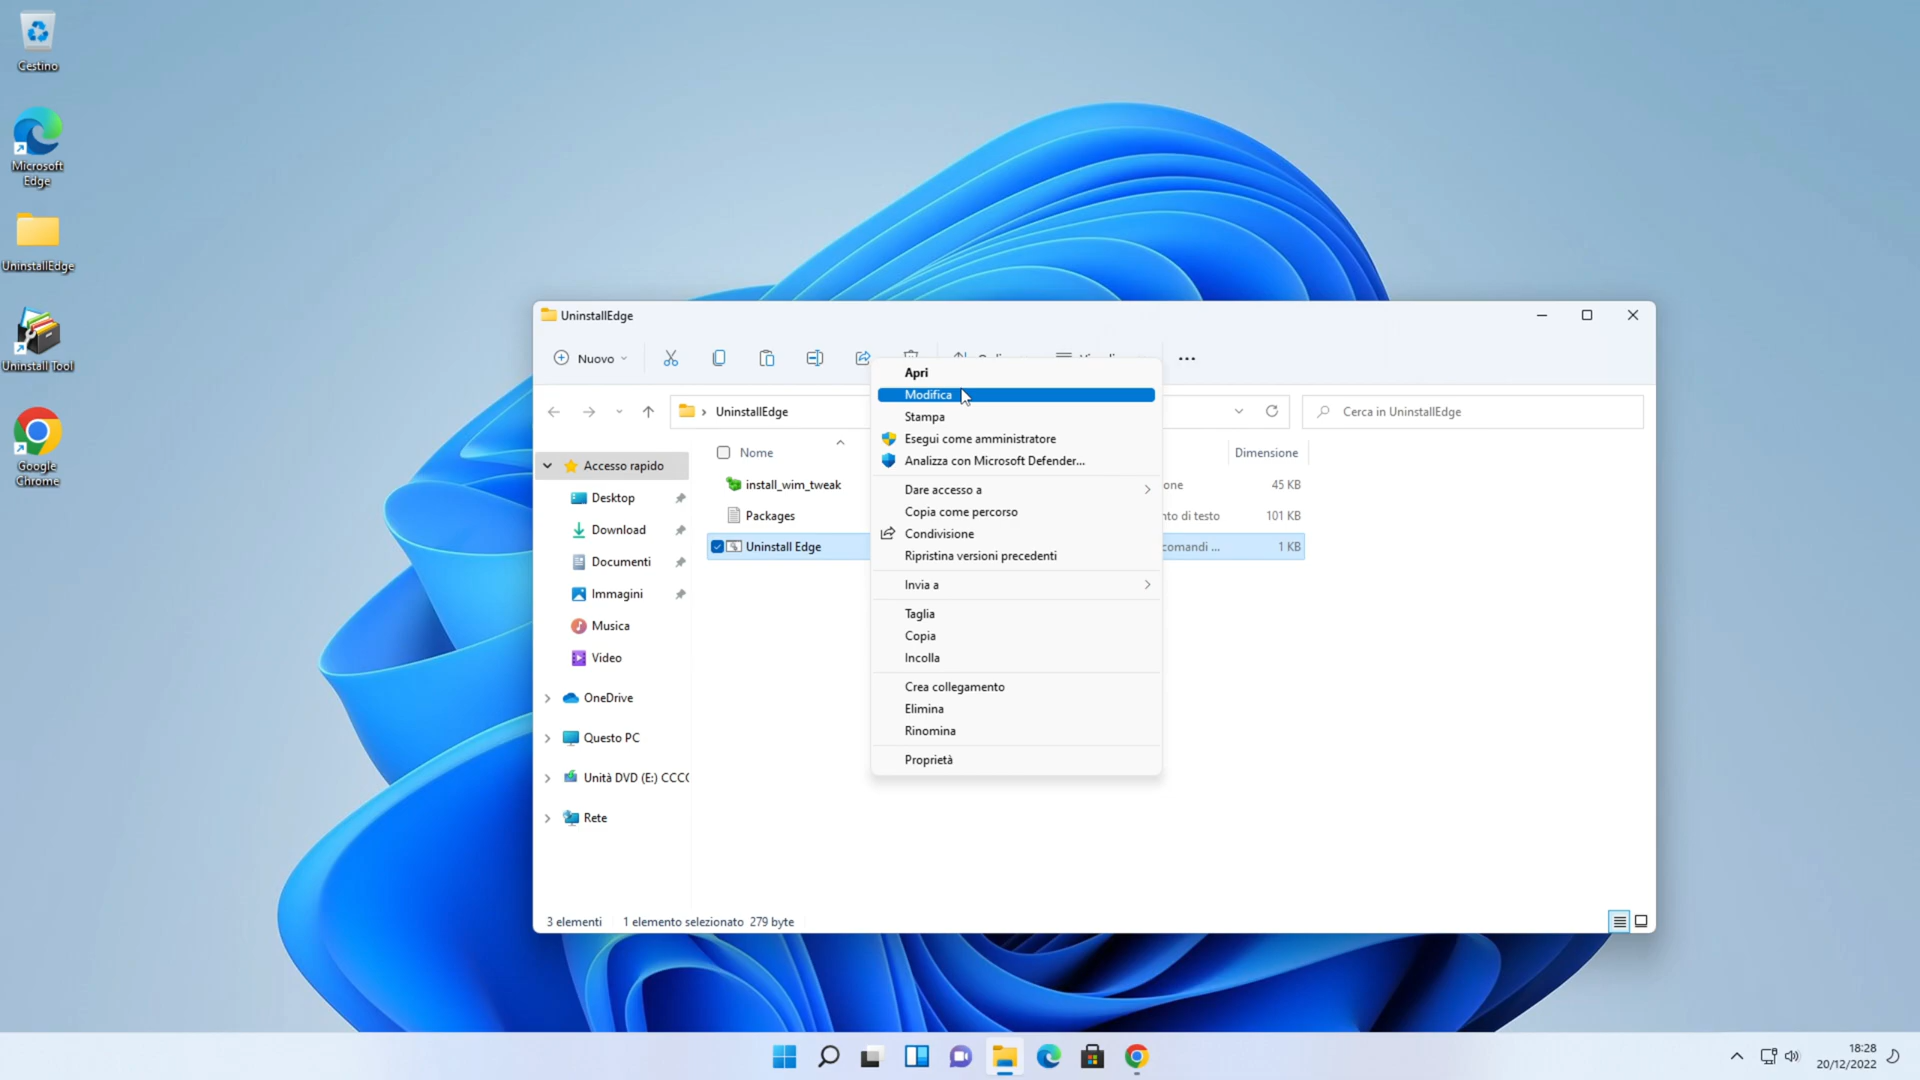 Cestino
Microsoft
Edge
UninstallEdge
Uninstall Tool
Google
Chrome
UninstallEdge
Nuovo
UninstallEdge
Cerca in UninstallEdge
Nome
Dimensione
Accesso rapido
Desktop
Download
Documenti
Immagini
Musica
Video
OneDrive
Questo PC
Unità DVD (E:) CCC
Rete
install_wim_tweak
one
45 KB
Packages
to di testo
101 KB
Uninstall Edge
comandi ...
1 KB
Apri
Modifica
Stampa
Esegui come amministratore
Analizza con Microsoft Defender...
Dare accesso a
Copia come percorso
Condivisione
Ripristina versioni precedenti
Invia a
Taglia
Copia
Incolla
Crea collegamento
Elimina
Rinomina
Proprietà
3 elementi
1 elemento selezionato 279 byte
18:28
20/12/2022